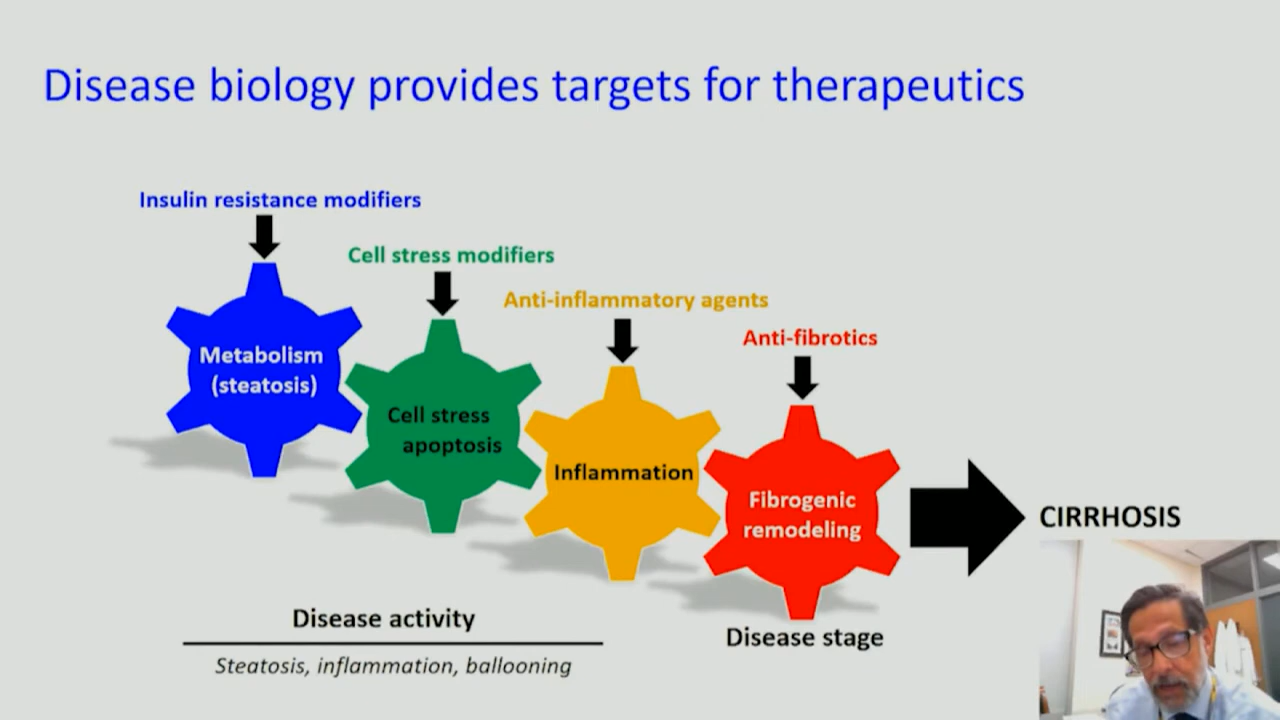 Disease biology provides targets for therapeutics
Insulin resistance modifiers
Cell stress modifiers
Anti-inflammatory agents
Anti-fibrotics
Metabolism
(steatosis)
Cell stress
apoptosis
Inflammation
Fibrogenic
remodeling
CIRRHOSIS
Disease activity
Steatosis, inflammation, ballooning
Disease stage